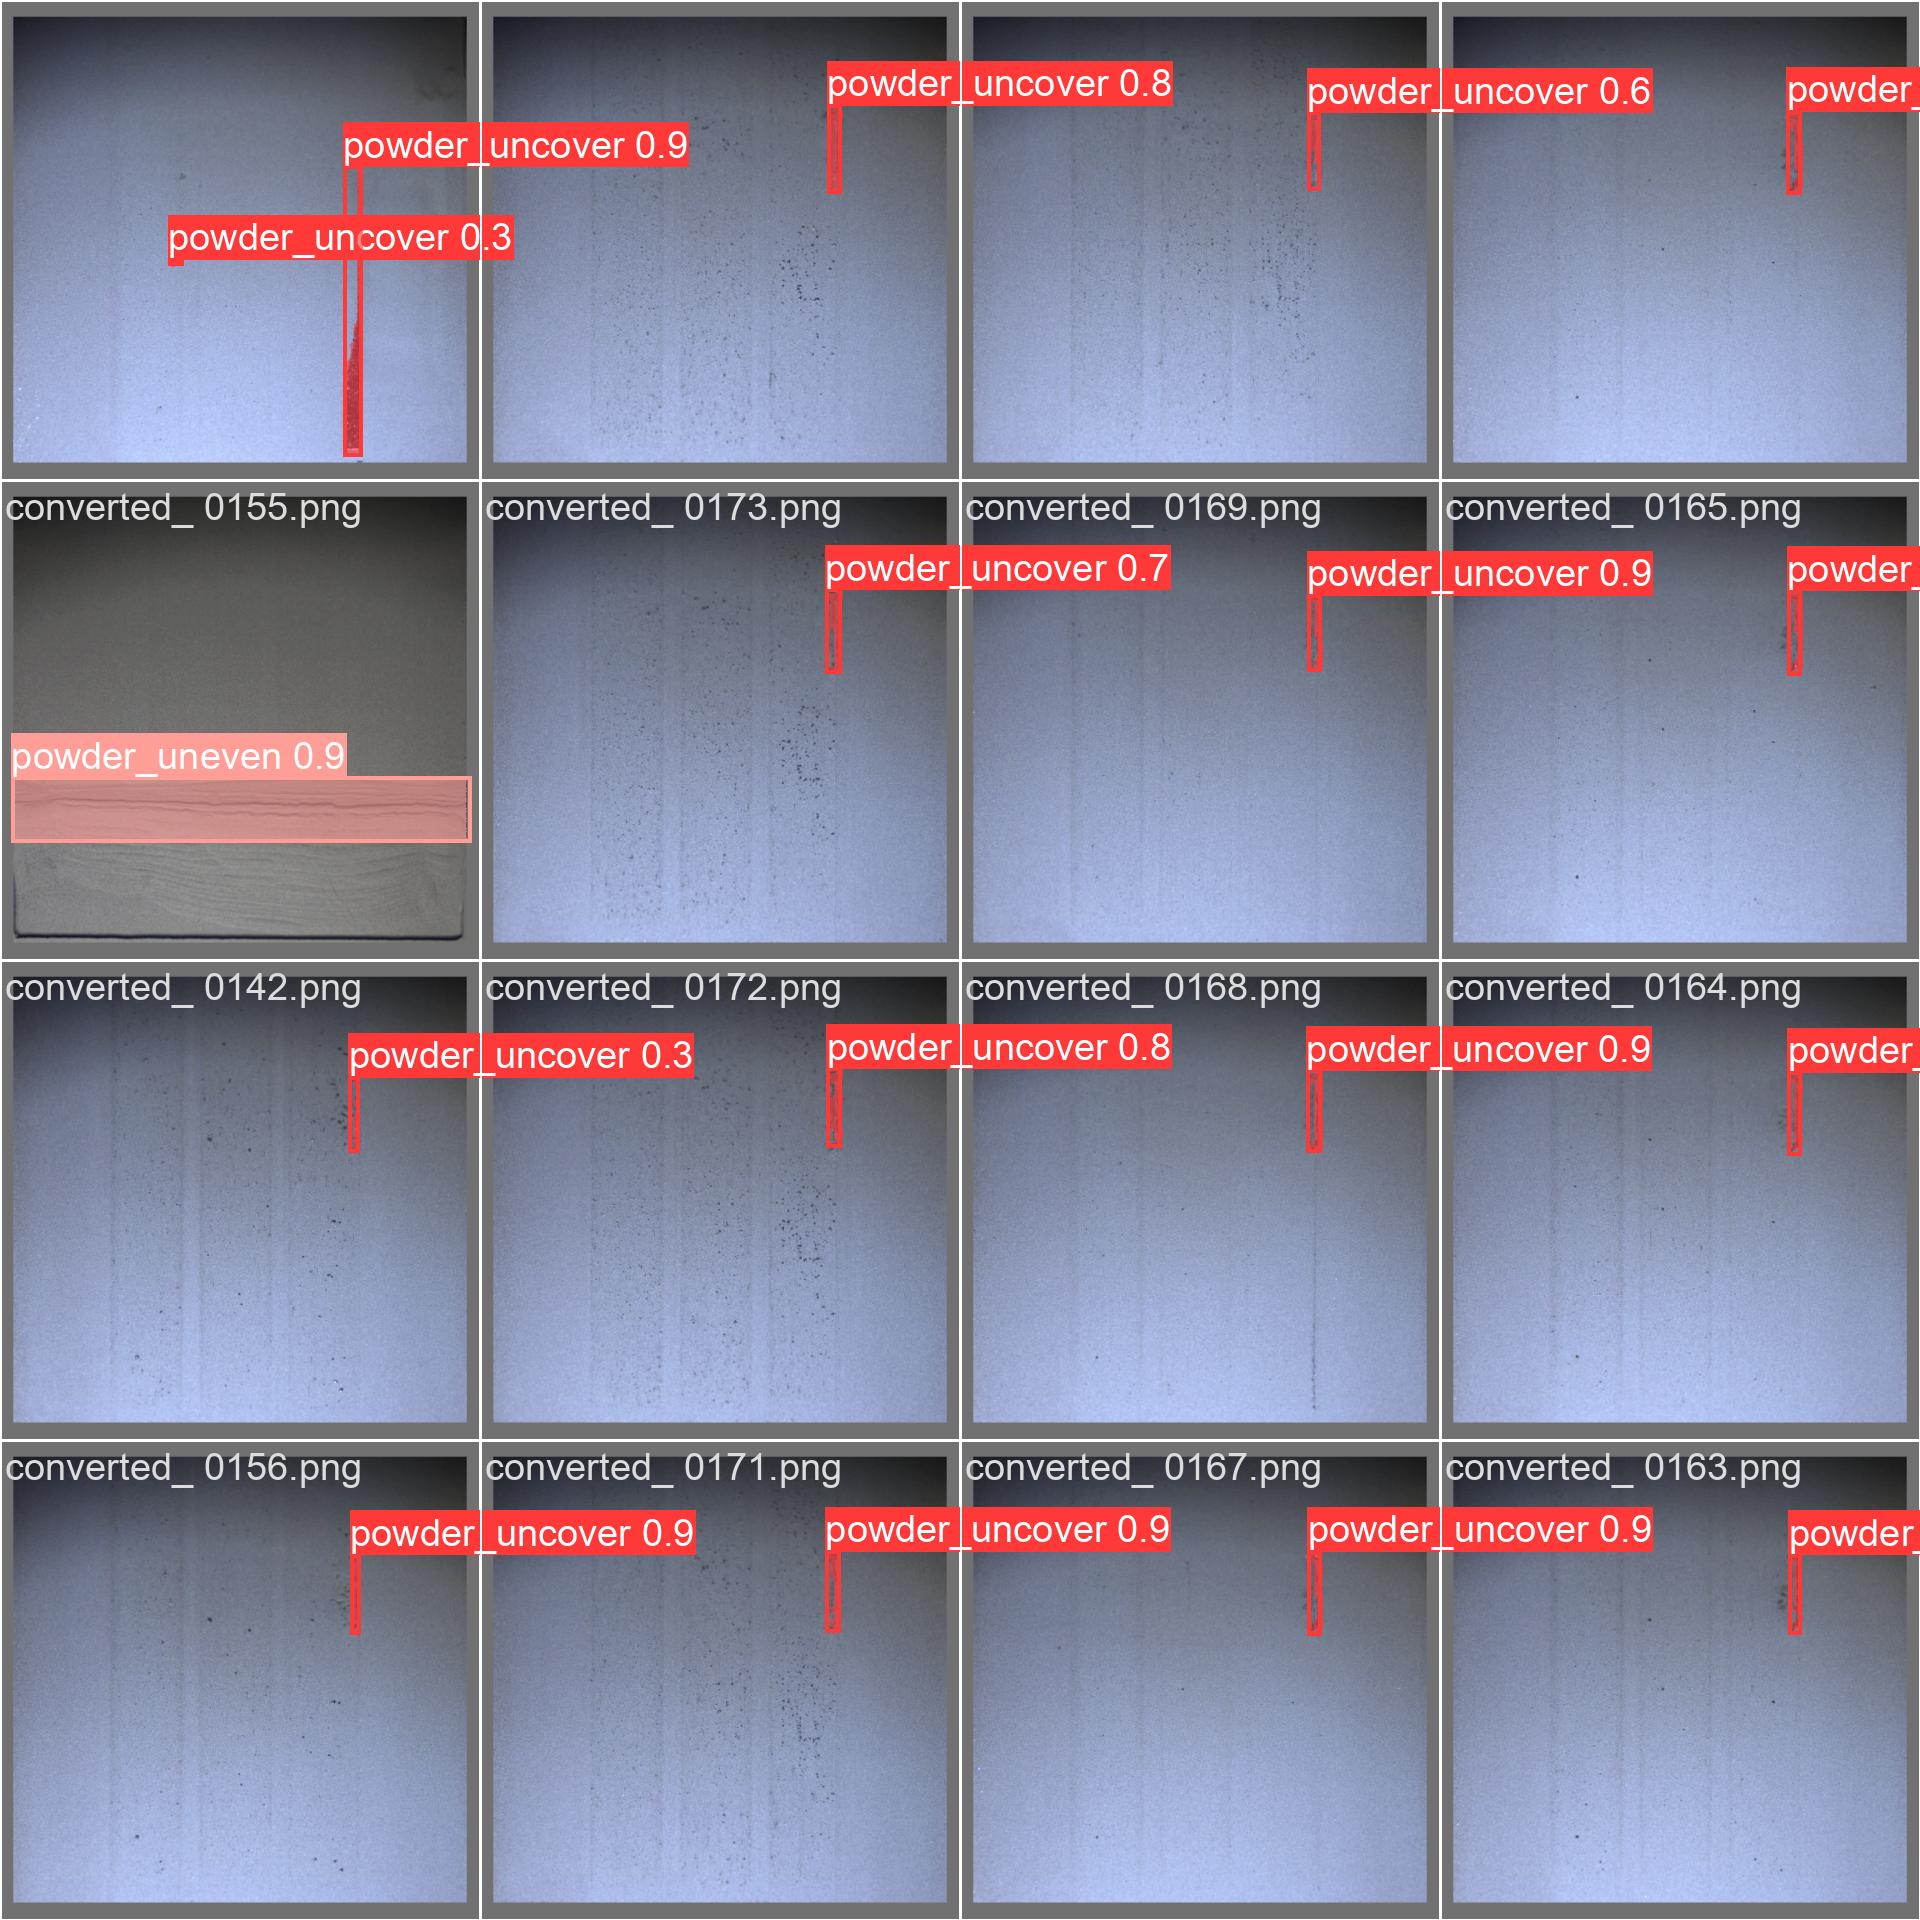 powder_uncover 0.8
powder_uncover 0.6
powder_
powder_uncover 0.9
powder_uncover 0.3
converted_ 0155.png
converted_ 0173.png
converted_ 0169.png
converted_ 0165.png
powder_uncover 0.7
powder_uncover 0.9
powder_
powder_uneven 0.9
converted_ 0142.png
converted_ 0172.png
converted_ 0168.png
converted_ 0164.png
powder_uncover 0.3
powder_uncover 0.8
powder_uncover 0.9
powder_
converted_ 0156.png
converted_ 0171.png
converted_ 0167.png
converted_ 0163.png
powder_uncover 0.9
powder_uncover 0.9
powder_uncover 0.9
powder_